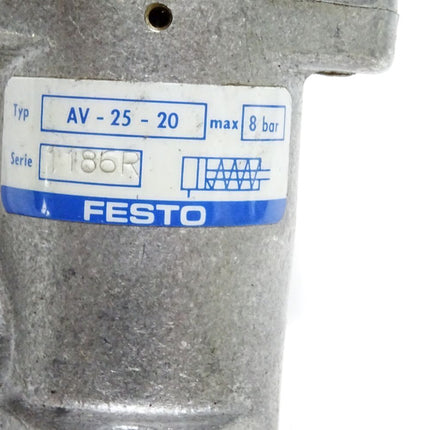 Typ AV - 25 - 20 max 8 bar
Serie 1186R
FESTO